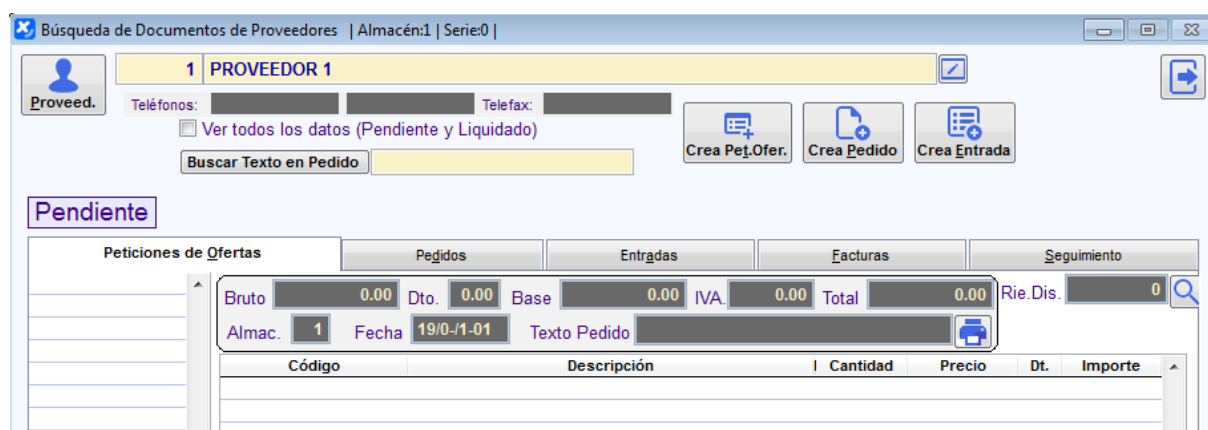 Búsqueda de Documentos de Proveedores | Almacén:1 | Serie:0 |
1 PROVEEDOR 1
Proveed.
Teléfonos: Telefax:
Ver todos los datos (Pendiente y Liquidado)
Buscar Texto en Pedido
Crea Pet.Ofer. Crea Pedido Crea Entrada
Pendiente
Peticiones de Ofertas Pedidos Entradas Facturas Seguimiento
Bruto 0.00 Dto. 0.00 Base 0.00 IVA. 0.00 Total 0.00 Rie.Dis. 0
Almac. 1 Fecha 19/0-/1-01 Texto Pedido
Código Descripción Cantidad Precio Dt. Importe